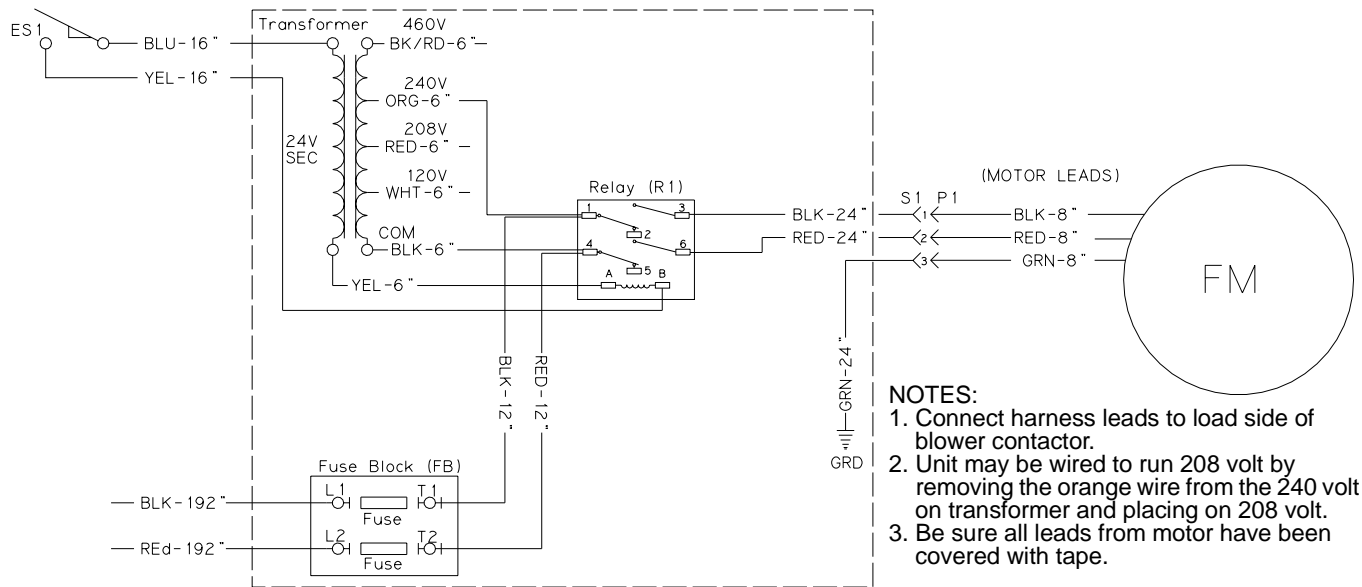 Transformer 460V
ES1
BLU-16"
BK/RD-6"
YEL-16"
240V
ORG-6"
208V
RED-6"
24V
SEC
120V
WHT-6"
COM
BLK-6"
YEL-6"
Relay (R1)
1
3
2
4
6
5
A
B
(MOTOR LEADS)
S1 P1
BLK-24"
1
BLK-8"
RED-24"
2
RED-8"
3
GRN-8"
FM
BLK-12"
RED-12"
GRN-24"
GRD
Fuse Block (FB)
BLK-192"
L1
T1
Fuse
REd-192"
L2
T2
Fuse
NOTES:
1. Connect harness leads to load side of
blower contactor.
2. Unit may be wired to run 208 volt by
removing the orange wire from the 240 volt
on transformer and placing on 208 volt.
3. Be sure all leads from motor have been
covered with tape.